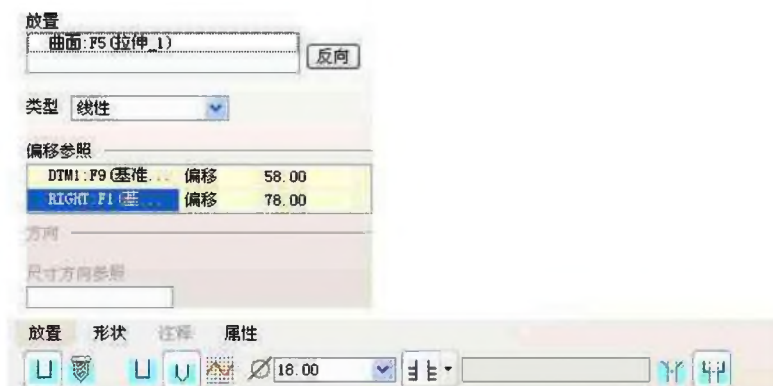 放置
曲面:F5(拉伸_1)
反向
类型 线性
偏移参照
DTM1:F9(基准... 偏移 58.00
RIGHT:F1(基... 偏移 78.00
方向
尺寸方向参照
放置 形状 注释 属性
18.00